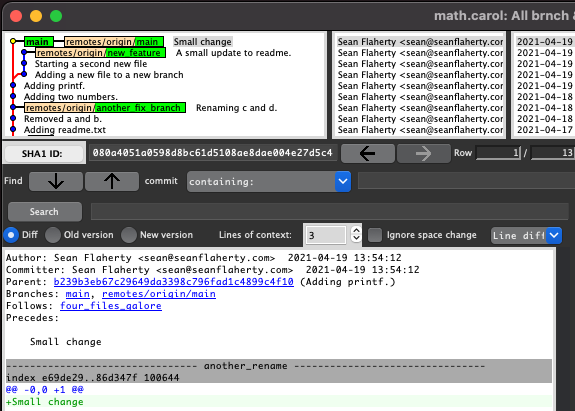 math.carol: All brnch &
main remotes/origin/main Small change Sean Flaherty <sean@seanflaherty.cor 2021-04-19
remotes/origin/new_feature A small update to readme. Sean Flaherty <sean@seanflaherty.cor 2021-04-19
Starting a second new file Sean Flaherty <sean@seanflaherty.cor 2021-04-19
Adding a new file to a new branch Sean Flaherty <sean@seanflaherty.cor 2021-04-19
Adding printf. Sean Flaherty <sean@seanflaherty.cor 2021-04-19
Adding two numbers. Sean Flaherty <sean@seanflaherty.cor 2021-04-18
remotes/origin/another_fix_branch Renaming c and d. Sean Flaherty <sean@seanflaherty.cor 2021-04-18
Removed a and b. Sean Flaherty <sean@seanflaherty.cor 2021-04-18
Adding readme.txt Sean Flaherty <sean@seanflaherty.cor 2021-04-17
SHA1 ID: 080a4051a0598d8bc61d5108ae8dae004e27d5c4 Row 1 / 13
Find commit containing:
Search
Diff Old version New version Lines of context: 3 Ignore space change Line diff
Author: Sean Flaherty <sean@seanflaherty.com> 2021-04-19 13:54:12
Committer: Sean Flaherty <sean@seanflaherty.com> 2021-04-19 13:54:12
Parent: b239b3eb67c29649da3398c796fad1c4899c4f10 (Adding printf.)
Branches: main, remotes/origin/main
Follows: four_files_galore
Precedes:
Small change
------------------------------- another_rename -------------------------------
index e69de29..86d347f 100644
@@ -0,0 +1 @@
+Small change